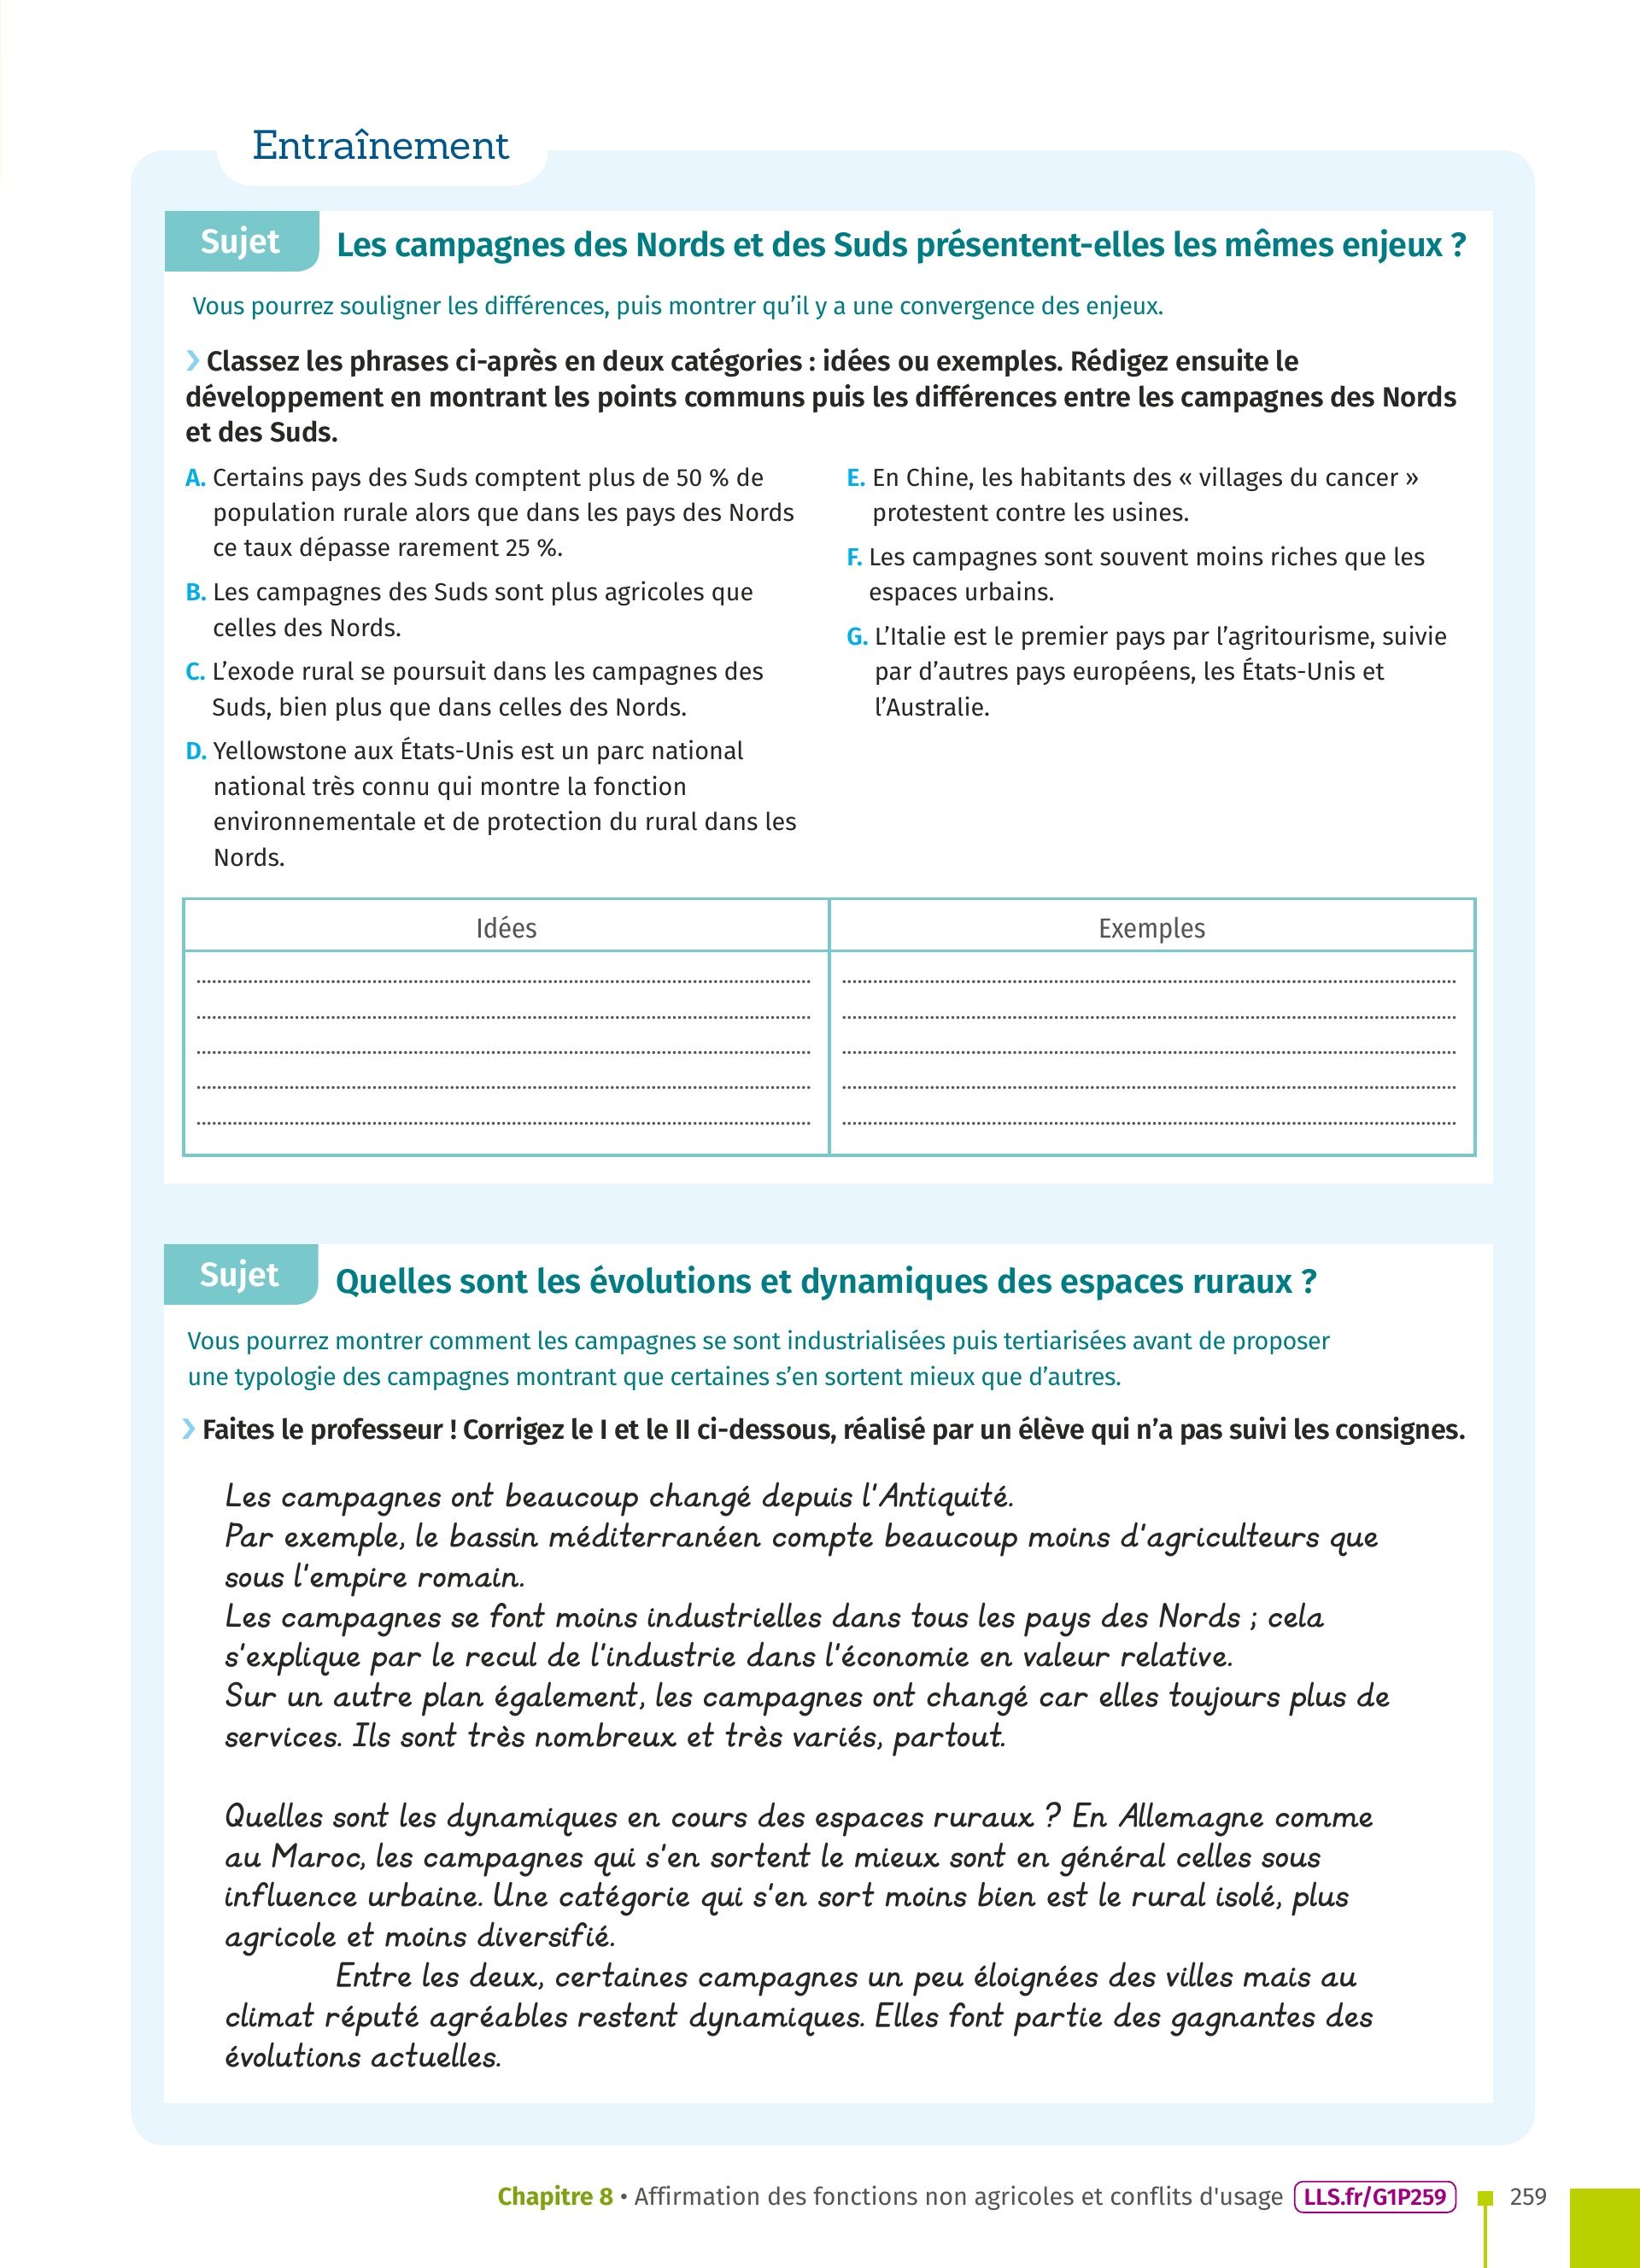 Entraînement
Sujet
Les campagnes des Nords et des Suds présentent-elles les mêmes enjeux ?
Vous pourrez souligner les différences, puis montrer qu’il y a une convergence des enjeux.
› Classez les phrases ci-après en deux catégories : idées ou exemples. Rédigez ensuite le
développement en montrant les points communs puis les différences entre les campagnes des Nords
et des Suds.
A. Certains pays des Suds comptent plus de 50 % de
population rurale alors que dans les pays des Nords
ce taux dépasse rarement 25 %.
B. Les campagnes des Suds sont plus agricoles que
celles des Nords.
C. L’exode rural se poursuit dans les campagnes des
Suds, bien plus que dans celles des Nords.
D. Yellowstone aux États-Unis est un parc national
national très connu qui montre la fonction
environnementale et de protection du rural dans les
Nords.
E. En Chine, les habitants des « villages du cancer »
protestent contre les usines.
F. Les campagnes sont souvent moins riches que les
espaces urbains.
G. L’Italie est le premier pays par l’agritourisme, suivie
par d’autres pays européens, les États-Unis et
l’Australie.
Idées
Exemples
Sujet
Quelles sont les évolutions et dynamiques des espaces ruraux ?
Vous pourrez montrer comment les campagnes se sont industrialisées puis tertiarisées avant de proposer
une typologie des campagnes montrant que certaines s’en sortent mieux que d’autres.
› Faites le professeur ! Corrigez le I et le II ci-dessous, réalisé par un élève qui n’a pas suivi les consignes.
Les campagnes ont beaucoup changé depuis l'Antiquité.
Par exemple, le bassin méditerranéen compte beaucoup moins d'agriculteurs que
sous l'empire romain.
Les campagnes se font moins industrielles dans tous les pays des Nords ; cela
s'explique par le recul de l'industrie dans l'économie en valeur relative.
Sur un autre plan également, les campagnes ont changé car elles toujours plus de
services. Ils sont très nombreux et très variés, partout.
Quelles sont les dynamiques en cours des espaces ruraux ? En Allemagne comme
au Maroc, les campagnes qui s'en sortent le mieux sont en général celles sous
influence urbaine. Une catégorie qui s'en sort moins bien est le rural isolé, plus
agricole et moins diversifié.
Entre les deux, certaines campagnes un peu éloignées des villes mais au
climat réputé agréables restent dynamiques. Elles font partie des gagnantes des
évolutions actuelles.
Chapitre 8 • Affirmation des fonctions non agricoles et conflits d'usage LLS.fr/G1P259 259